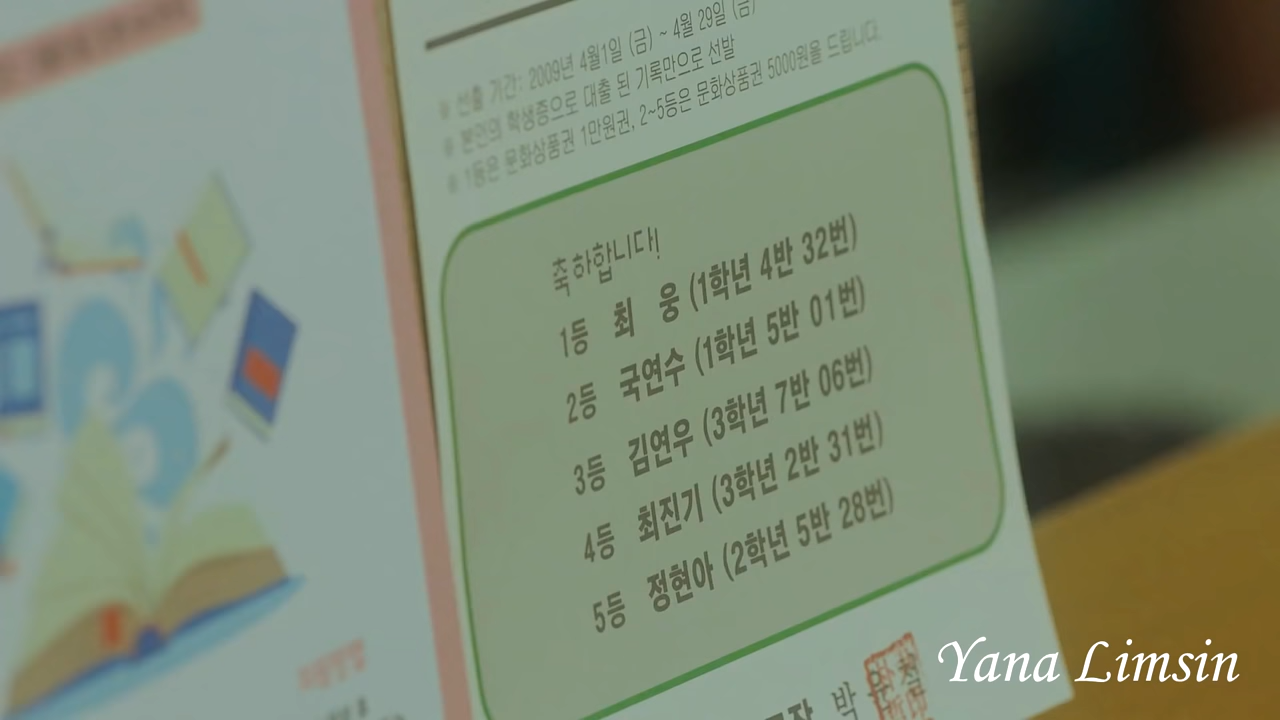 ※ 선출 기간: 2009년 4월1일 (금) ~ 4월 29일 (금)
※ 본인의 학생증으로 대출 된 기록만으로 선발
※ 1등은 문화상품권 1만원권, 2~5등은 문화상품권 5000원을 드립니다.
축하합니다!
1등 최 웅 (1학년 4반 32번)
2등 국연수 (1학년 5반 01번)
3등 김연우 (3학년 7반 06번)
4등 최진기 (3학년 2반 31번)
5등 정현아 (2학년 5반 28번)
박
Yana Limsin